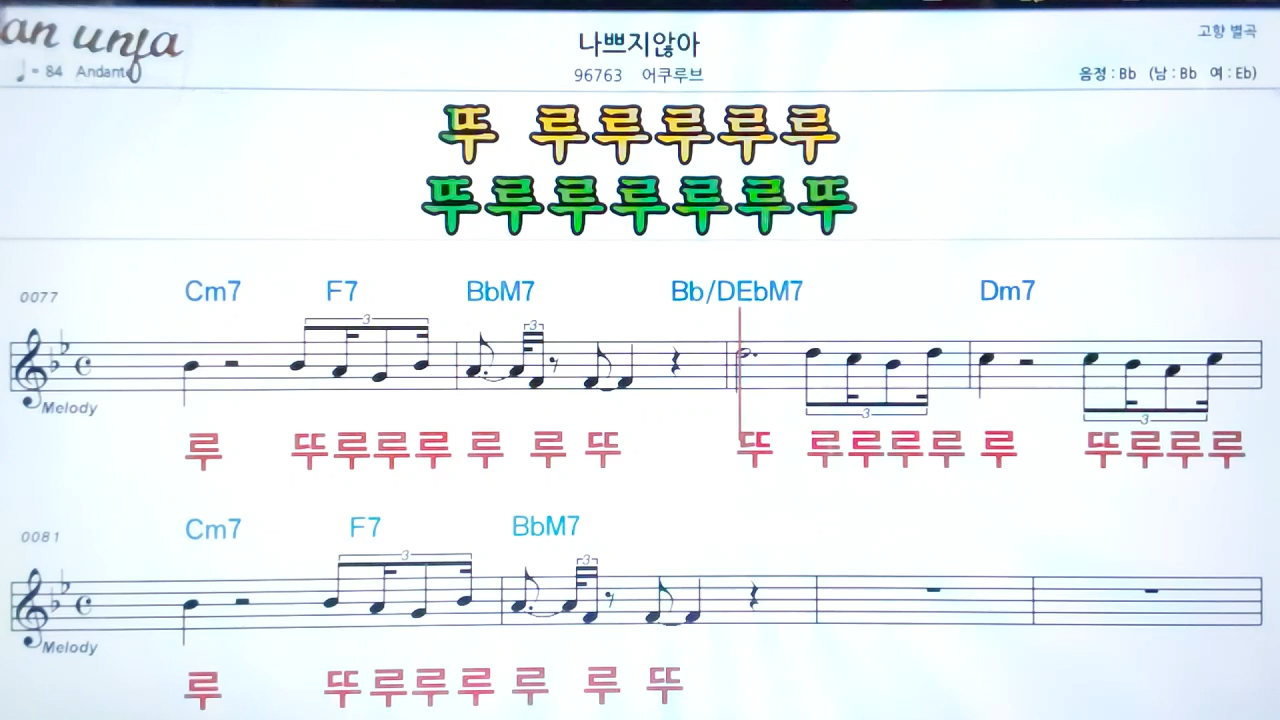 an unja
♩= 84 Andante
나쁘지않아
96763 어쿠루브
고향 별곡
음정 : Bb (남 : Bb 여 : Eb)
뚜 루루루루루
뚜루루루루루뚜
0077 Cm7 F7 BbM7 Bb/DEbM7 Dm7
3 3 3 3
Melody
루 뚜루루루 루 루 뚜 뚜 루루루루 루 뚜루루루
0081 Cm7 F7 BbM7
3 3
Melody
루 뚜루루루 루 루 뚜